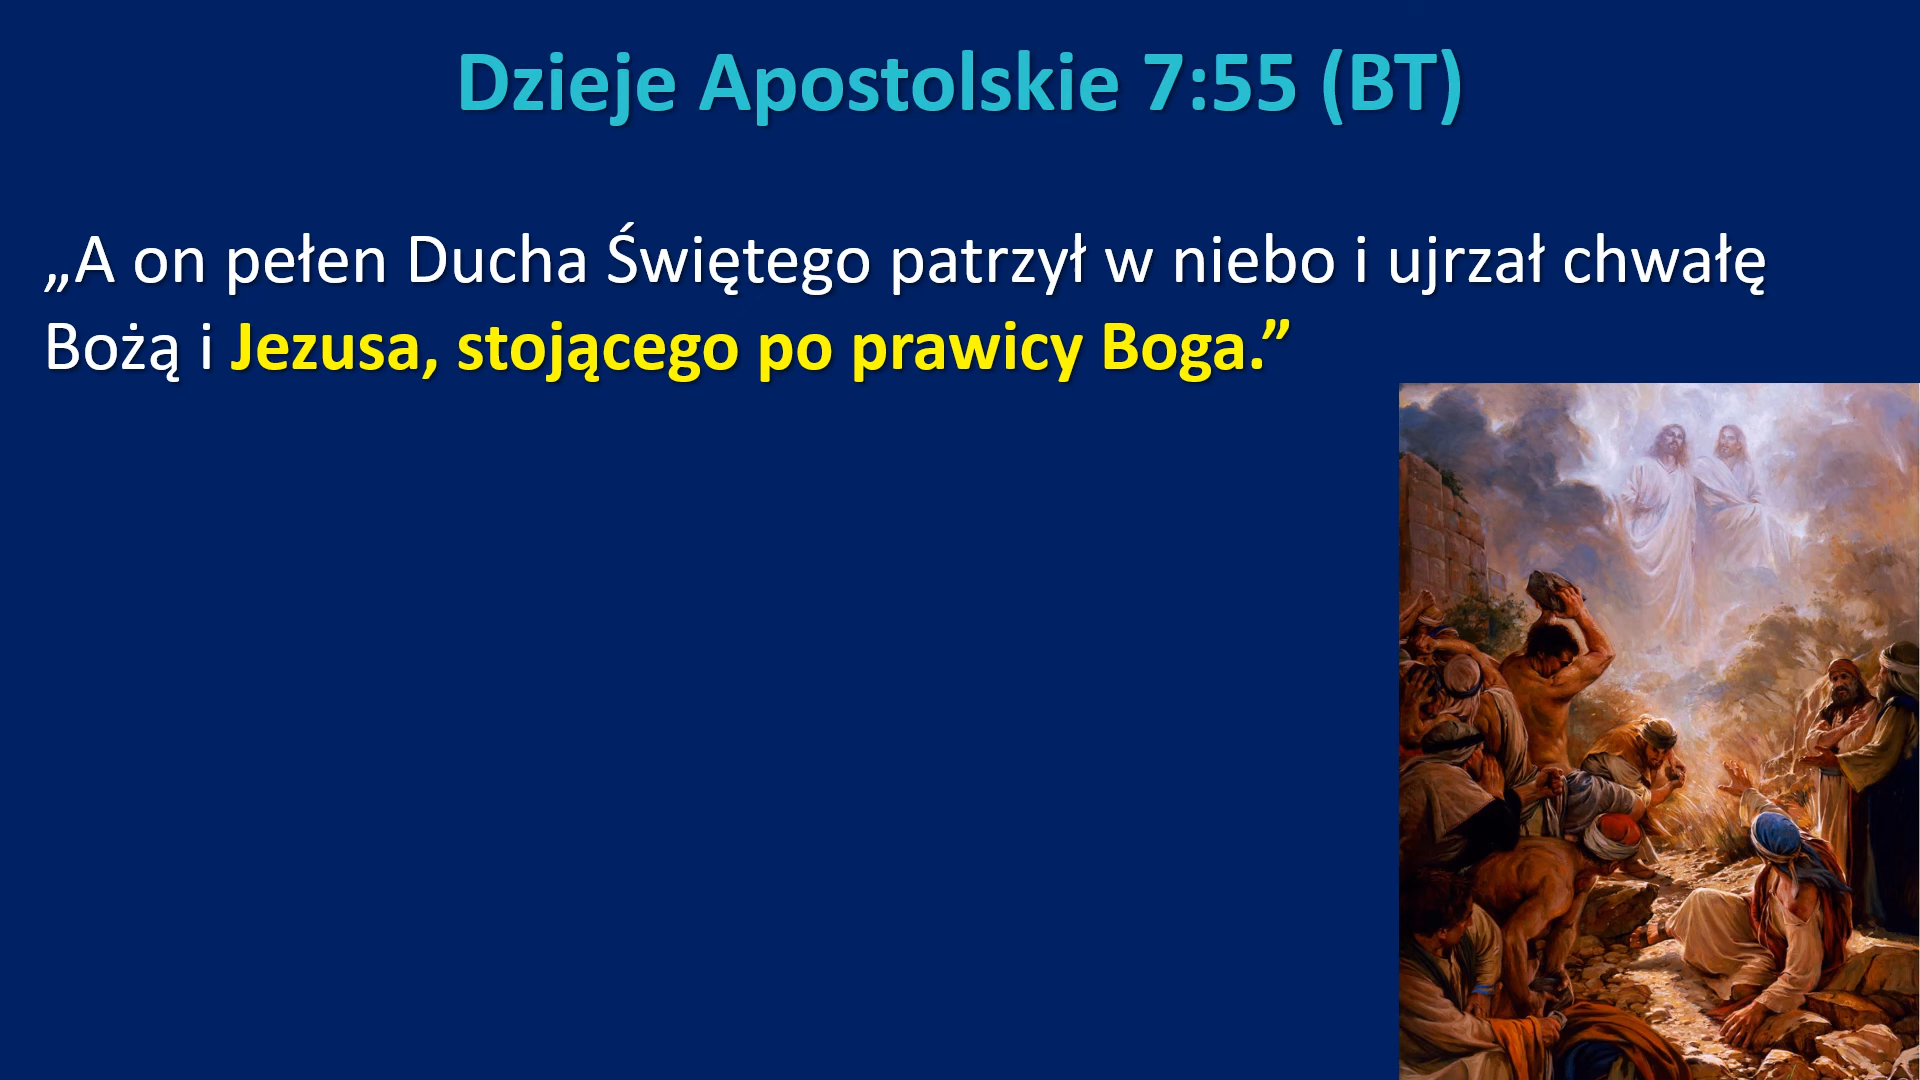 Dzieje Apostolskie 7:55 (BT)
„A on pełen Ducha Świętego patrzył w niebo i ujrzał chwałę
Bożą i Jezusa, stojącego po prawicy Boga.”